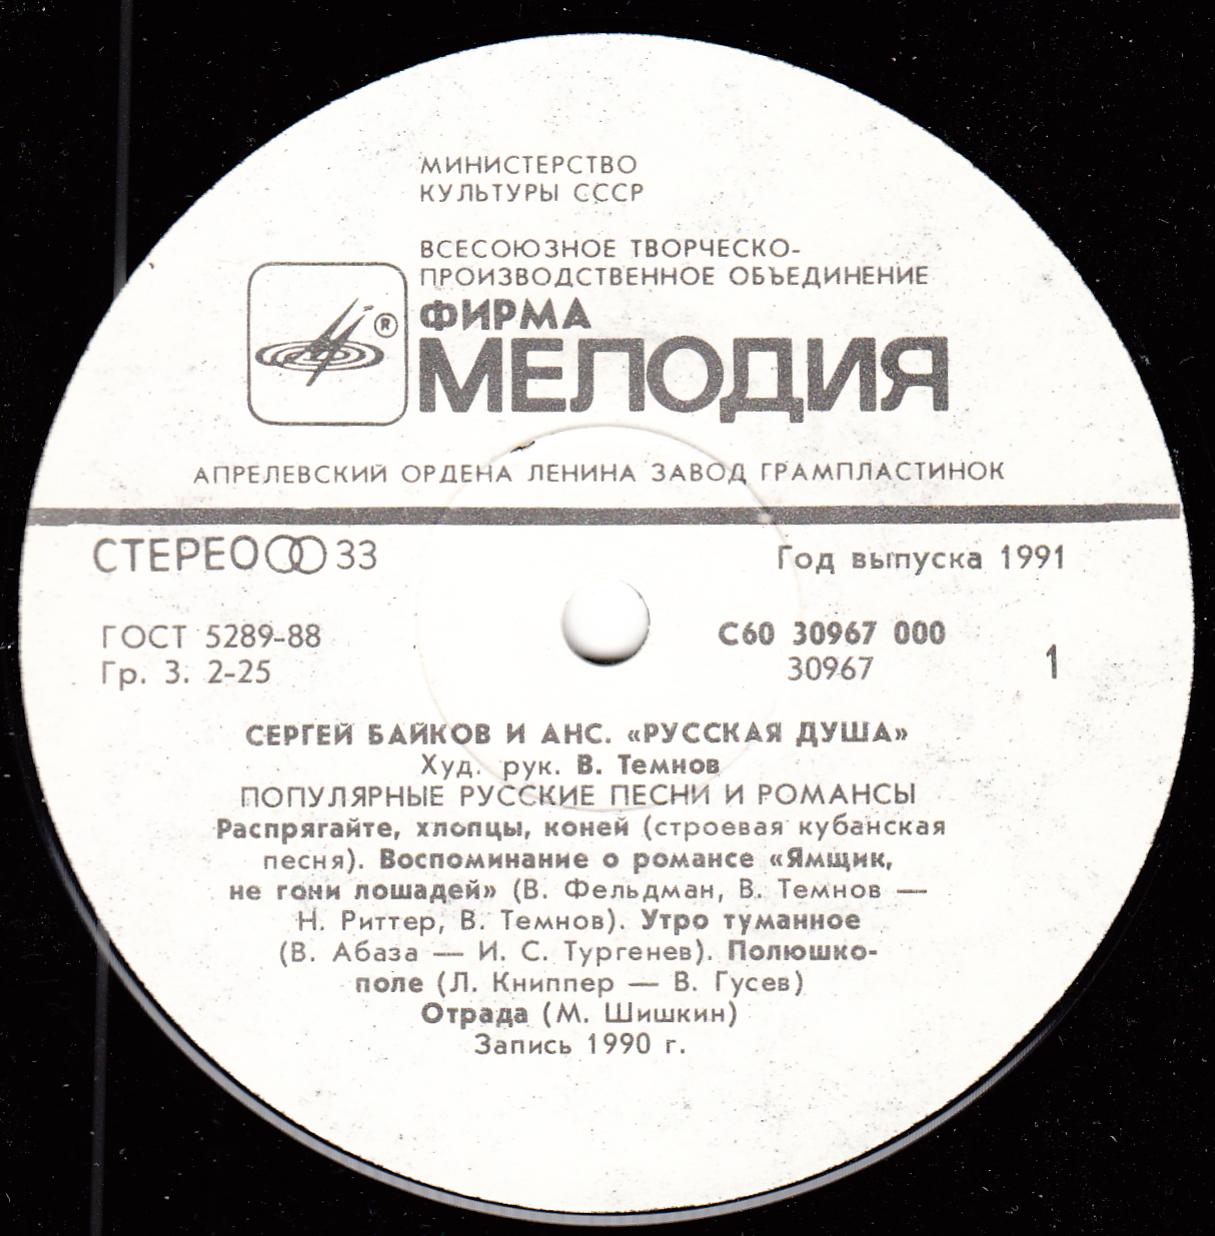 МИНИСТЕРСТВО
КУЛЬТУРЫ СССР
ВСЕСОЮЗНОЕ ТВОРЧЕСКО-
ПРОИЗВОДСТВЕННОЕ ОБЪЕДИНЕНИЕ
ФИРМА
®
МЕЛОДИЯ
АПРЕЛЕВСКИЙ ОРДЕНА ЛЕНИНА ЗАВОД ГРАМПЛАСТИНОК
СТЕРЕО 33
Год выпуска 1991
ГОСТ 5289-88
Гр. 3. 2-25
С60 30967 000
30967
1
СЕРГЕЙ БАЙКОВ И АНС. «РУССКАЯ ДУША»
Худ. рук. В. Темнов
ПОПУЛЯРНЫЕ РУССКИЕ ПЕСНИ И РОМАНСЫ
Распрягайте, хлопцы, коней (строевая кубанская
песня). Воспоминание о романсе «Ямщик,
не гони лошадей» (В. Фельдман, В. Темнов —
Н. Риттер, В. Темнов). Утро туманное
(В. Абаза — И. С. Тургенев). Полюшко-
поле (Л. Книппер — В. Гусев)
Отрада (М. Шишкин)
Запись 1990 г.